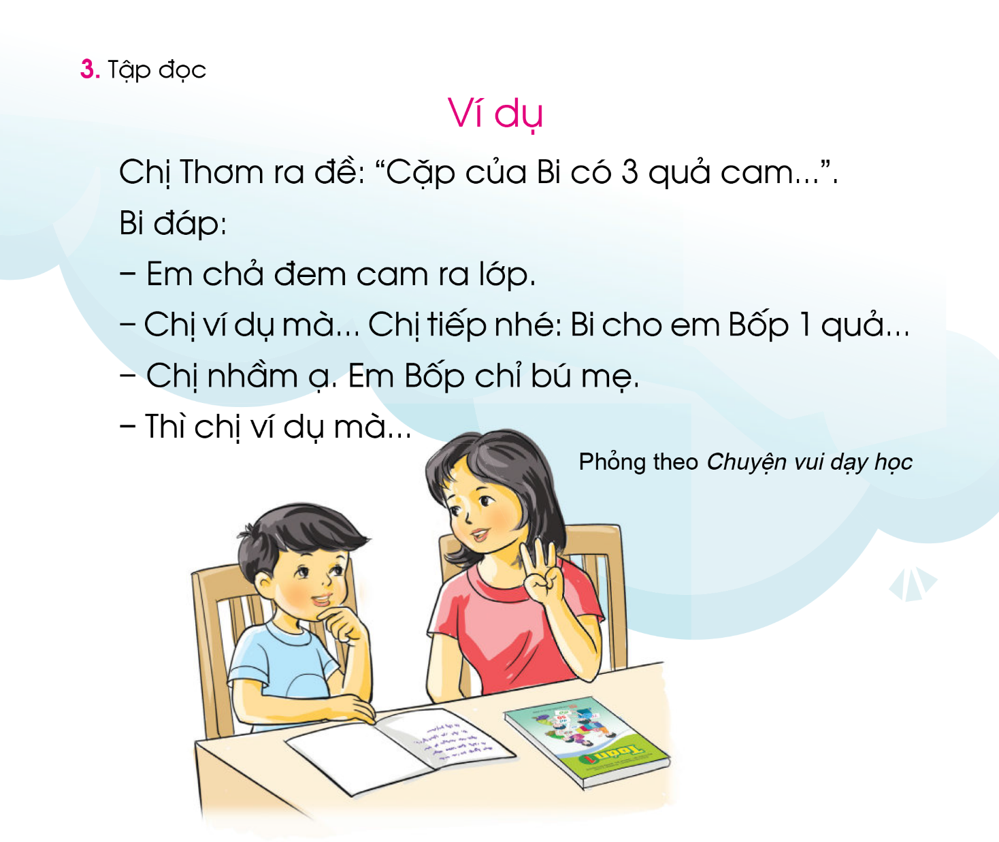 3. Tập đọc
Ví dụ
Chị Thơm ra đề: “Cặp của Bi có 3 quả cam...”.
Bi đáp:
– Em chả đem cam ra lớp.
– Chị ví dụ mà... Chị tiếp nhé: Bi cho em Bốp 1 quả...
– Chị nhầm ạ. Em Bốp chỉ bú mẹ.
– Thì chị ví dụ mà...
Phỏng theo Chuyện vui dạy học
Toán 1